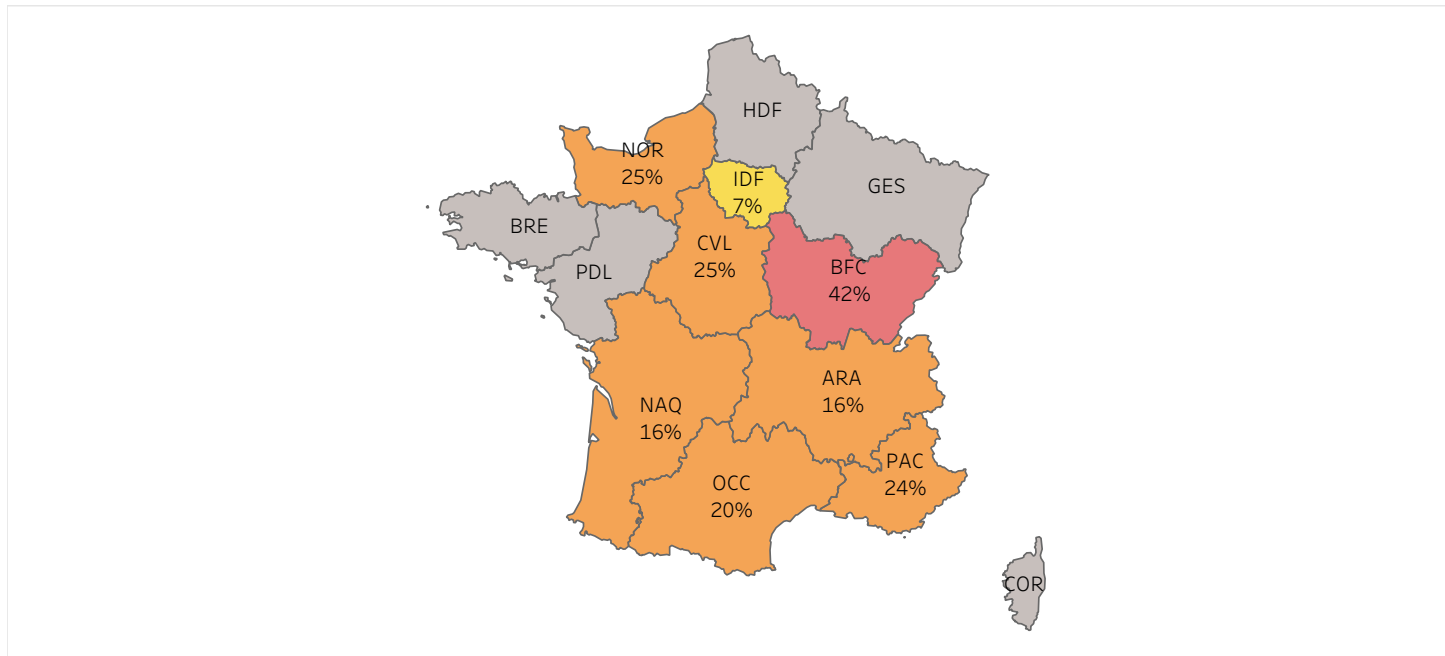 HDF
NOR
25%
IDF
7%
GES
BRE
CVL
25%
PDL
BFC
42%
ARA
16%
NAQ
16%
PAC
24%
OCC
20%
COR